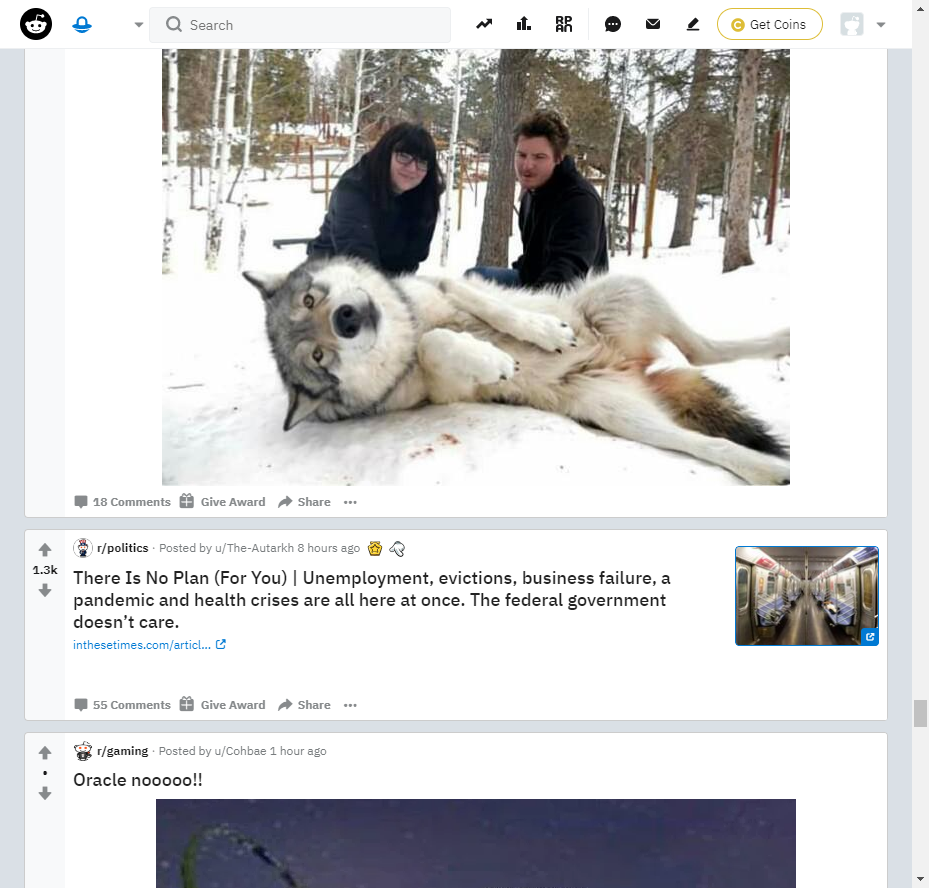 Search
Get Coins
18 Comments Give Award Share
r/politics · Posted by u/The-Autarkh 8 hours ago
1.3k
There Is No Plan (For You) | Unemployment, evictions, business failure, a
pandemic and health crises are all here at once. The federal government
doesn’t care.
inthesetimes.com/articl...
55 Comments Give Award Share
r/gaming · Posted by u/Cohbae 1 hour ago
Oracle nooooo!!